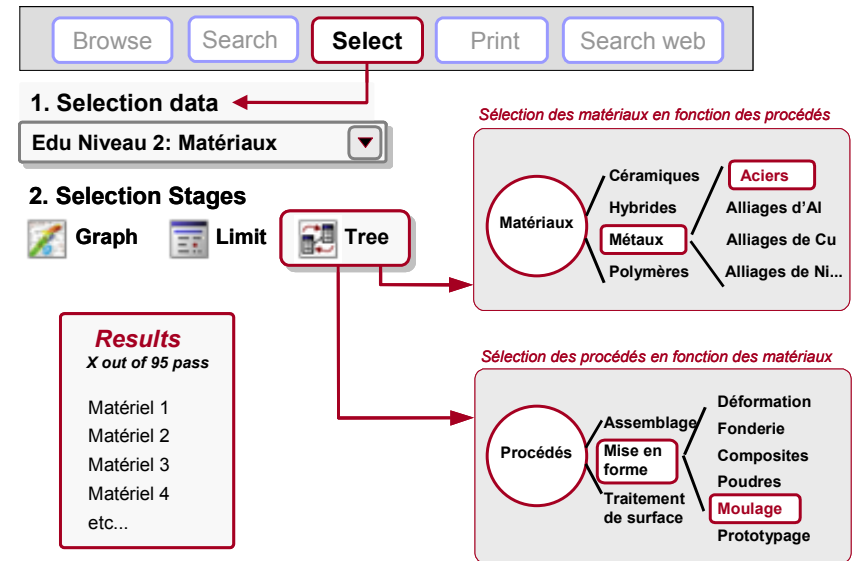 Browse Search Select Print Search web
1. Selection data
Edu Niveau 2: Matériaux
2. Selection Stages
Graph Limit Tree
Results
X out of 95 pass
Matériel 1
Matériel 2
Matériel 3
Matériel 4
etc...
Sélection des matériaux en fonction des procédés
Matériaux
Céramiques
Hybrides
Métaux
Polymères
Aciers
Alliages d'Al
Alliages de Cu
Alliages de Ni...
Sélection des procédés en fonction des matériaux
Procédés
Assemblage
Mise en
forme
Traitement
de surface
Déformation
Fonderie
Composites
Poudres
Moulage
Prototypage